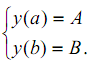 y(a) = A
y(b) = B.